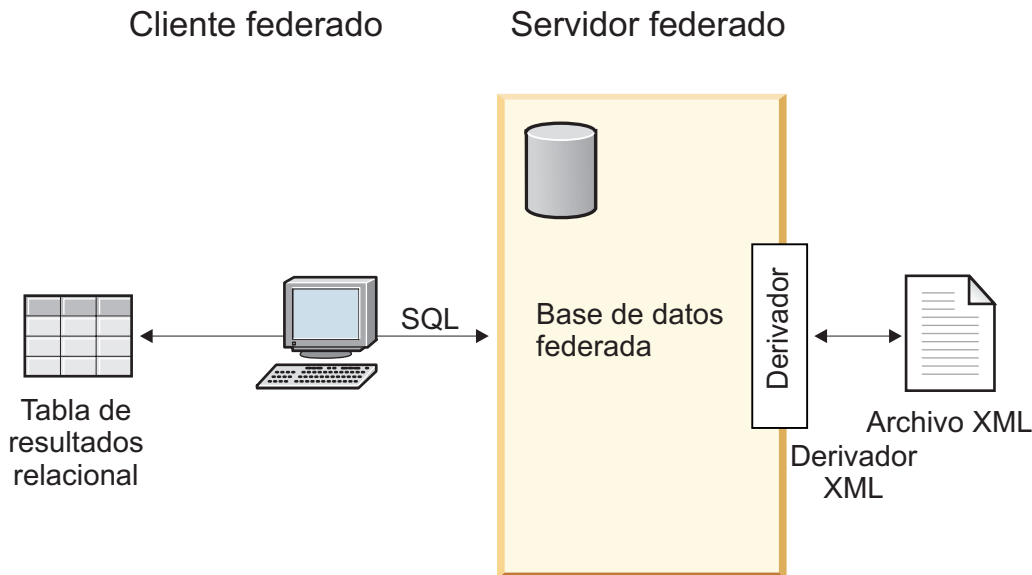 Cliente federado
Servidor federado
SQL
Base de datos
federada
Derivador
Tabla de
resultados
relacional
Archivo XML
Derivador
XML